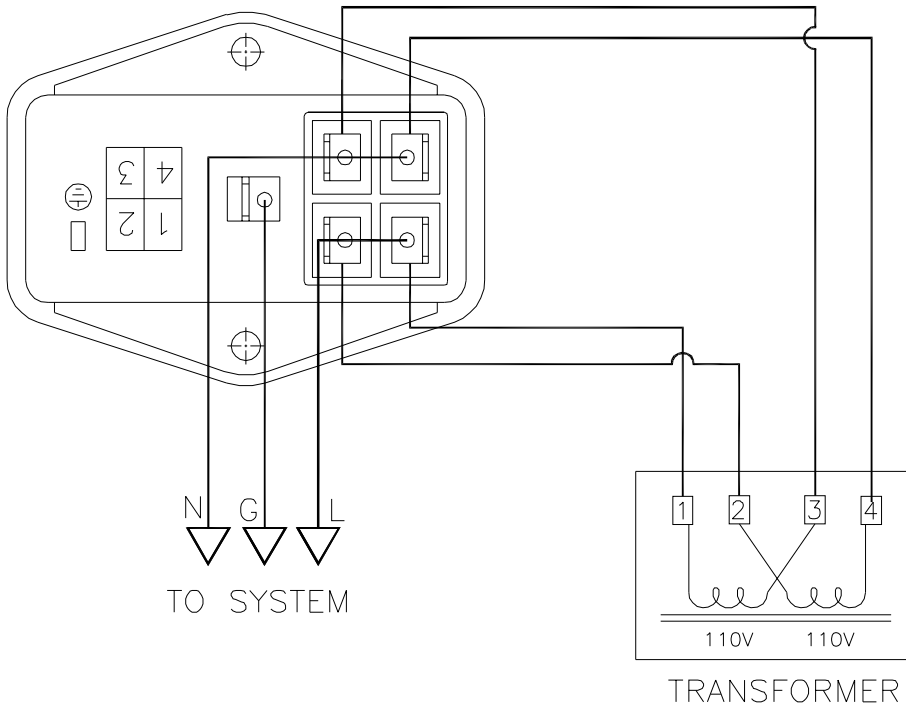 3 4
2 1
N G L
TO SYSTEM
1 2 3 4
110V 110V
TRANSFORMER